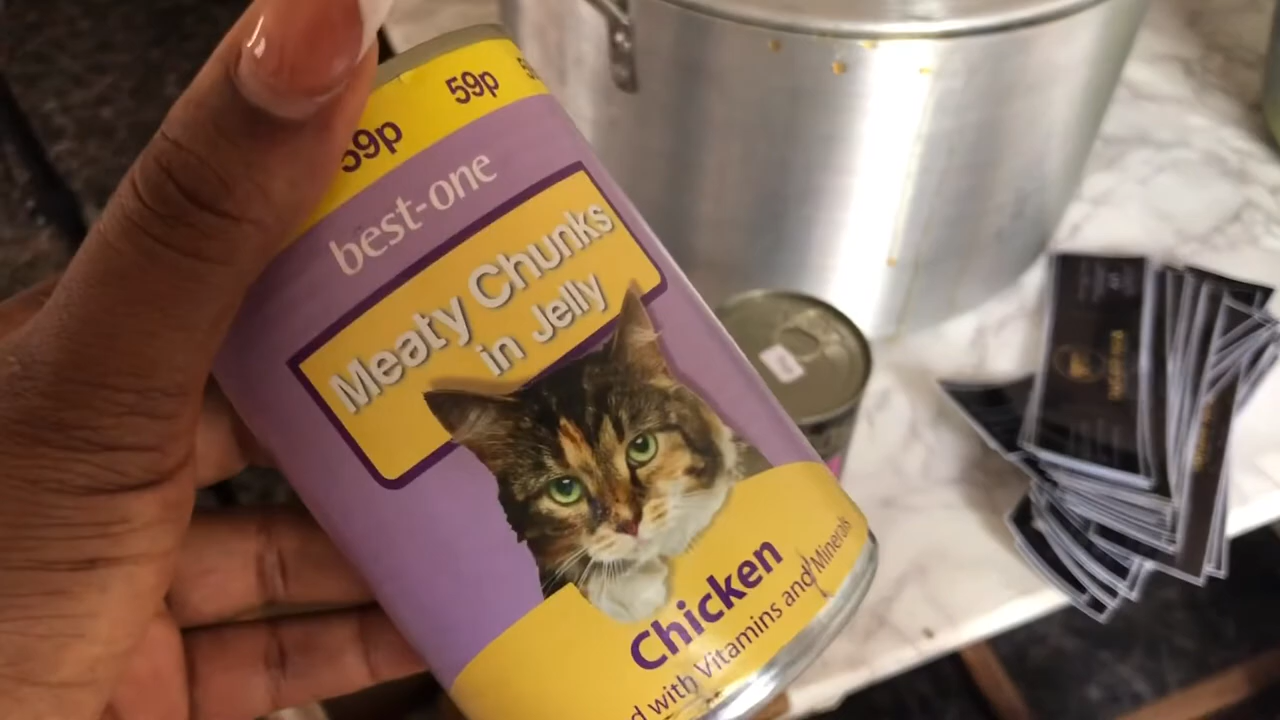 59p 59p
best-one
Meaty Chunks
in Jelly
Chicken
with Vitamins and Minerals